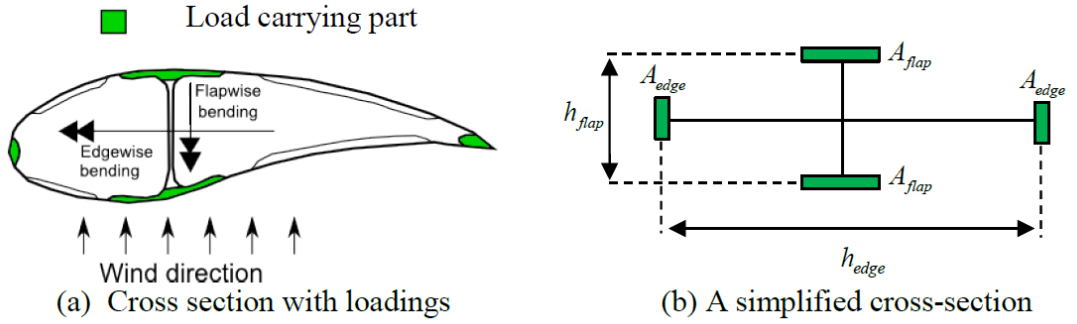 Load carrying part
Flapwise
bending
Edgewise
bending
Wind direction
(a) Cross section with loadings
A_flap
A_edge
A_edge
h_flap
A_flap
h_edge
(b) A simplified cross-section